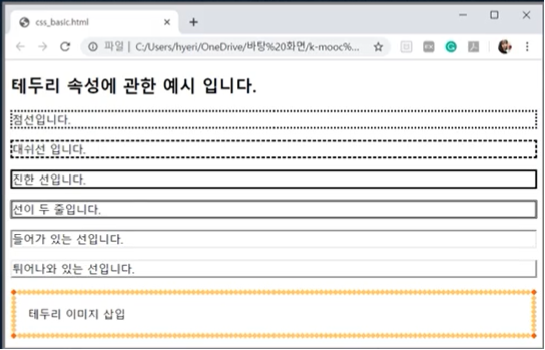 css_basic.html
파일 | C:/Users/hyeri/OneDrive/바탕%20화면/k-mooc%...
테두리 속성에 관한 예시 입니다.
점선입니다.
대쉬선 입니다.
진한 선입니다.
선이 두 줄입니다.
들어가 있는 선입니다.
튀어나와 있는 선입니다.
테두리 이미지 삽입